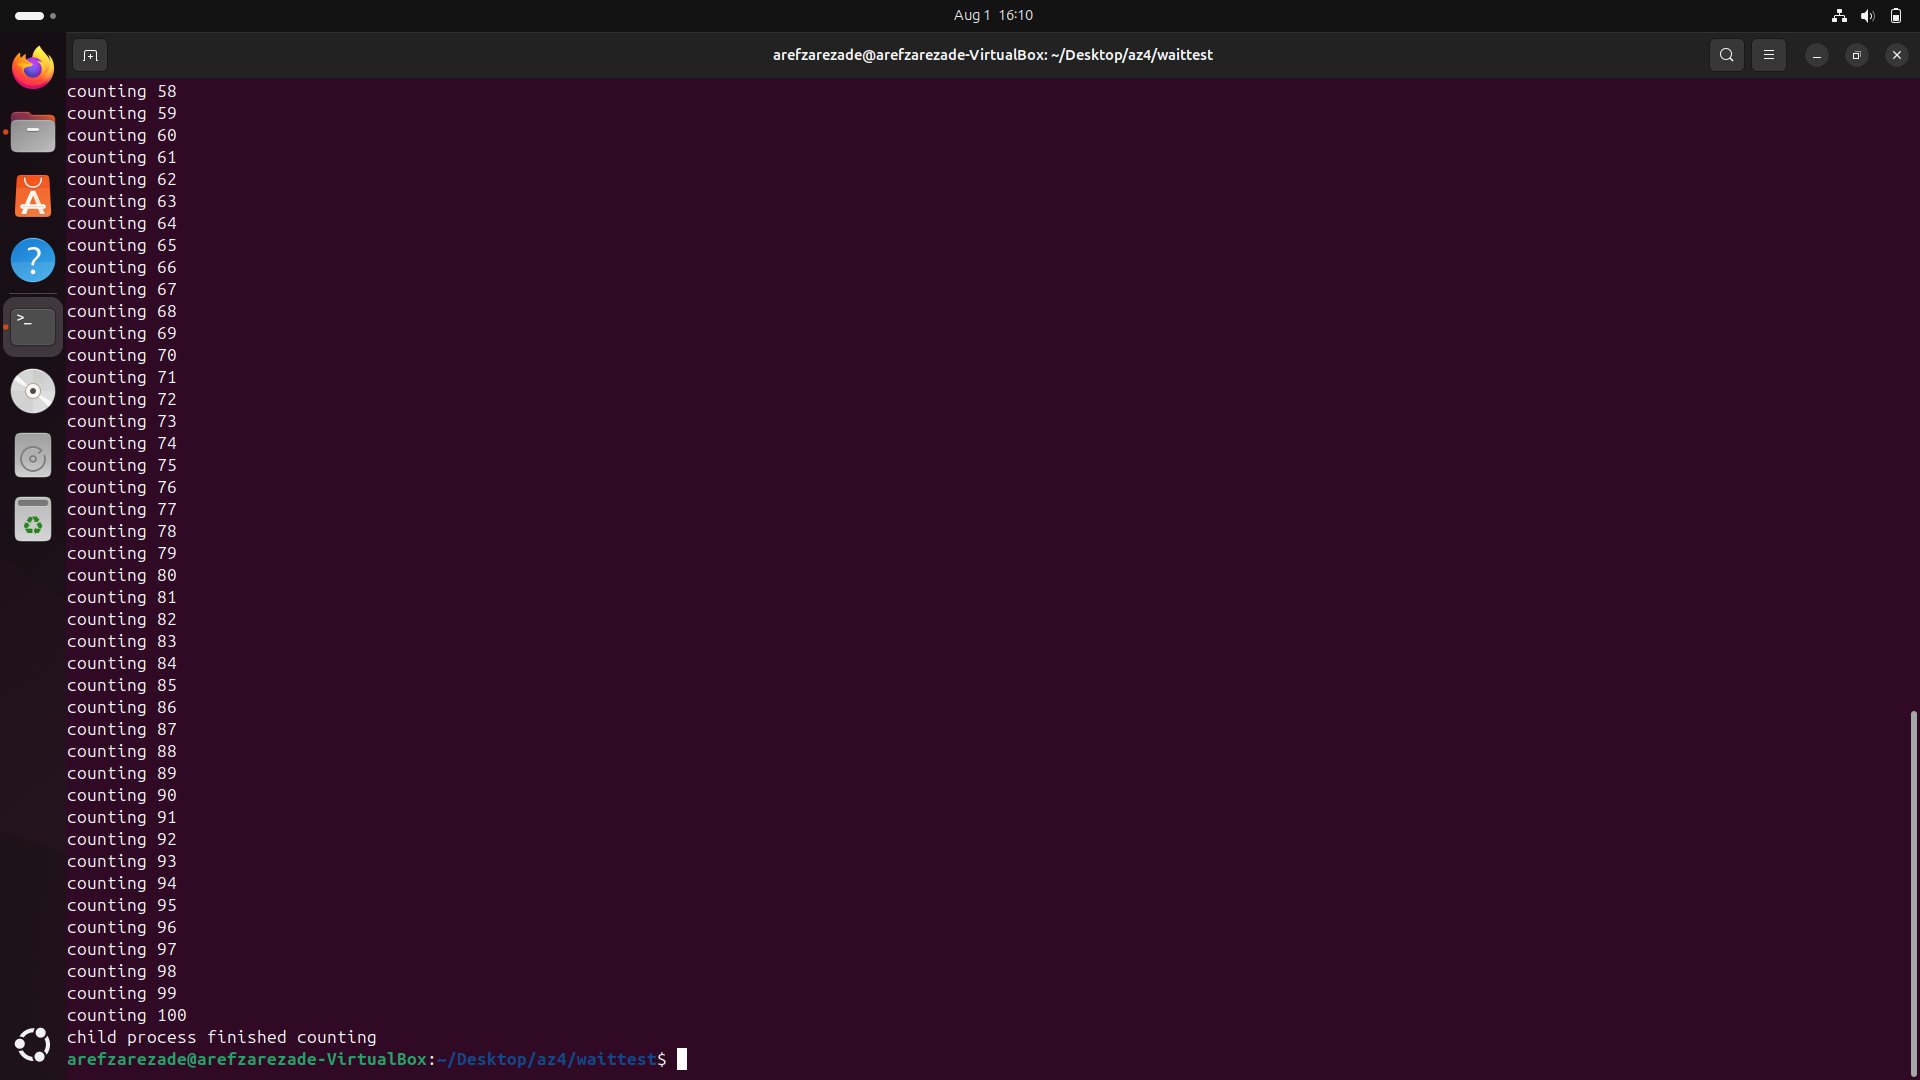 Aug 1 16:10
arefzarezade@arefzarezade-VirtualBox: ~/Desktop/az4/waittest
counting 58
counting 59
counting 60
counting 61
counting 62
counting 63
counting 64
counting 65
counting 66
counting 67
counting 68
counting 69
counting 70
counting 71
counting 72
counting 73
counting 74
counting 75
counting 76
counting 77
counting 78
counting 79
counting 80
counting 81
counting 82
counting 83
counting 84
counting 85
counting 86
counting 87
counting 88
counting 89
counting 90
counting 91
counting 92
counting 93
counting 94
counting 95
counting 96
counting 97
counting 98
counting 99
counting 100
child process finished counting
arefzarezade@arefzarezade-VirtualBox:~/Desktop/az4/waittest$